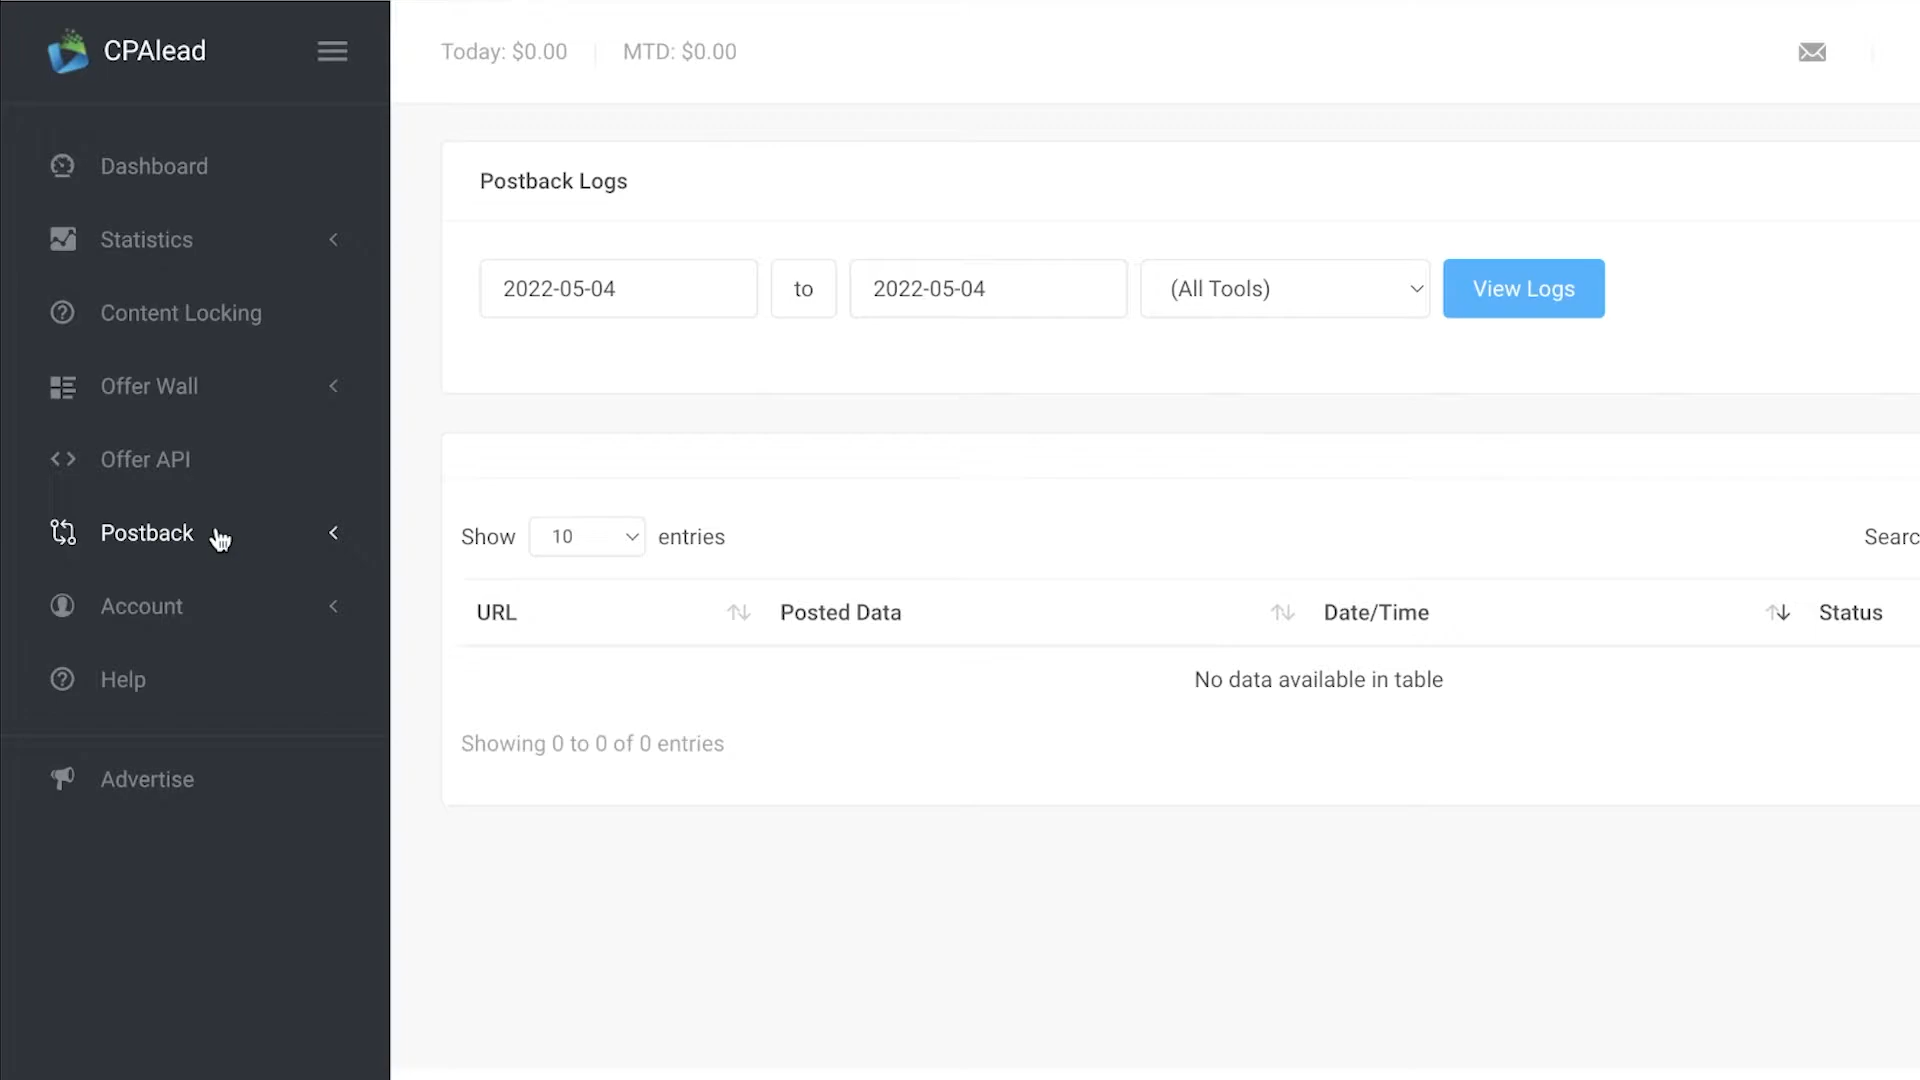 CPAlead
Today: $0.00
MTD: $0.00
Dashboard
Statistics
Content Locking
Offer Wall
Offer API
Postback
Account
Help
Advertise
Postback Logs
2022-05-04
to
2022-05-04
(All Tools)
View Logs
Show 10 entries
Searc
URL
Posted Data
Date/Time
Status
No data available in table
Showing 0 to 0 of 0 entries